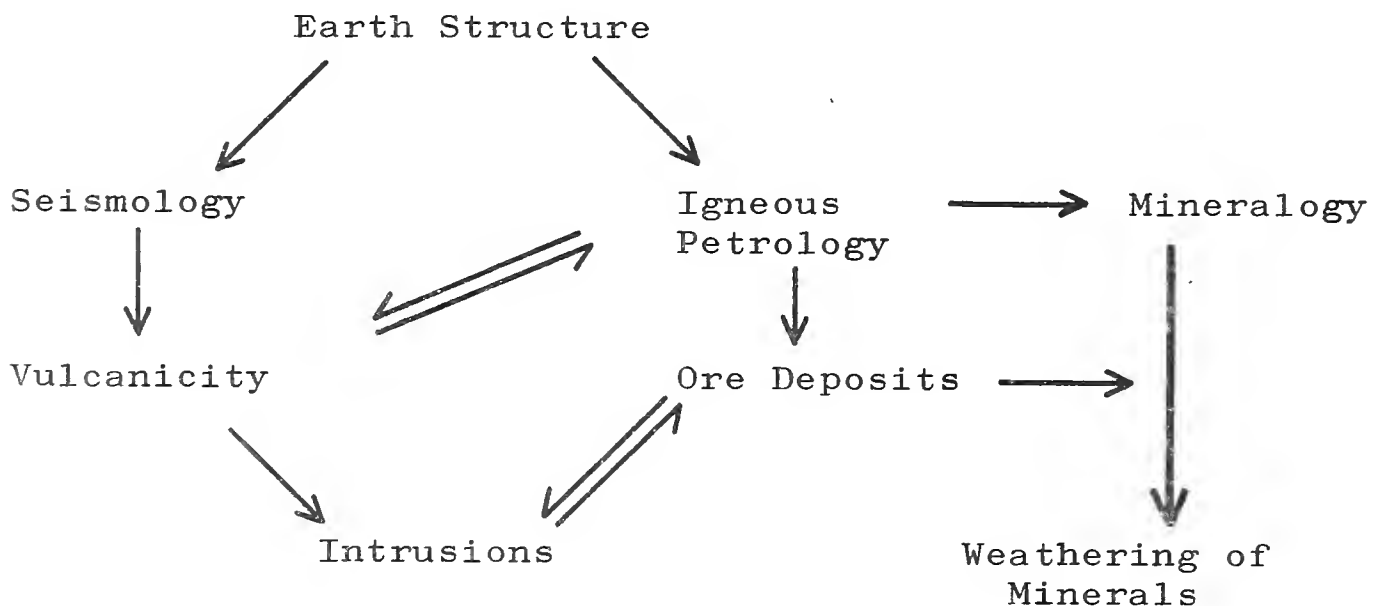 Earth Structure
Seismology
Igneous
Petrology
Mineralogy
Vulcanicity
Ore Deposits
Intrusions
Weathering of
Minerals